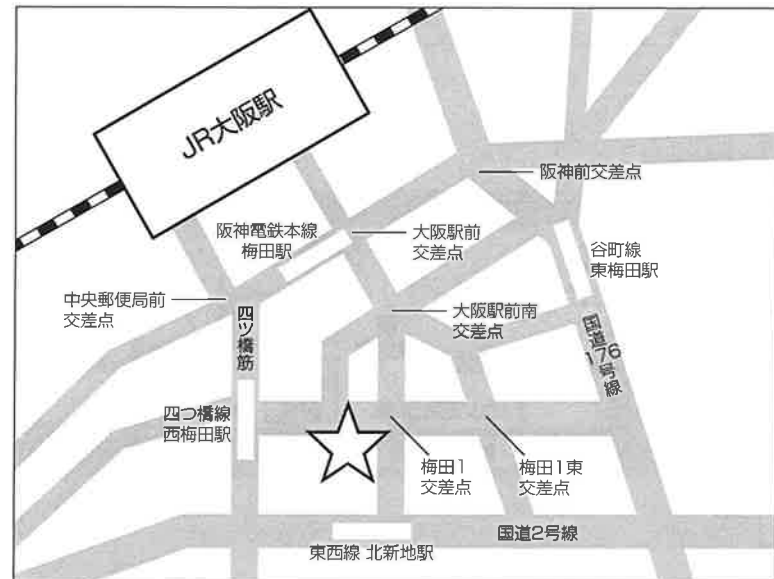 JR大阪駅
阪神前交差点
阪神電鉄本線
梅田駅
大阪駅前
交差点
谷町線
東梅田駅
中央郵便局前
交差点
四ツ橋筋
大阪駅前南
交差点
国道176号線
四つ橋線
西梅田駅
梅田1
交差点
梅田1東
交差点
国道2号線
東西線 北新地駅